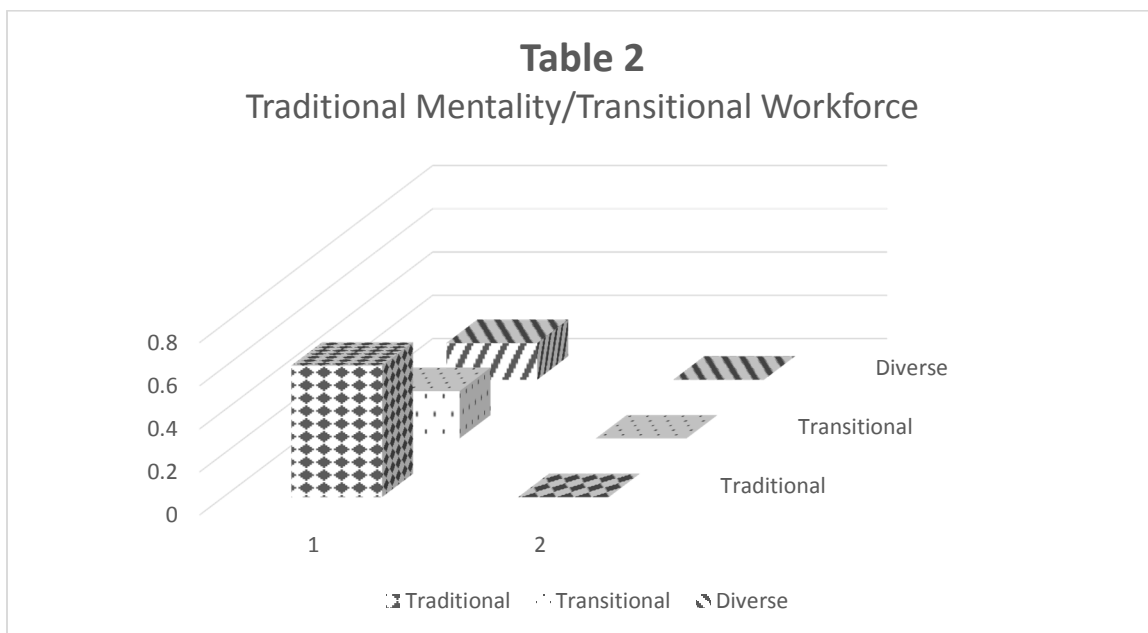 Table 2
Traditional Mentality/Transitional Workforce
0.8
0.6
0.4
0.2
0
Diverse
Transitional
Traditional
1 2
Traditional Transitional Diverse